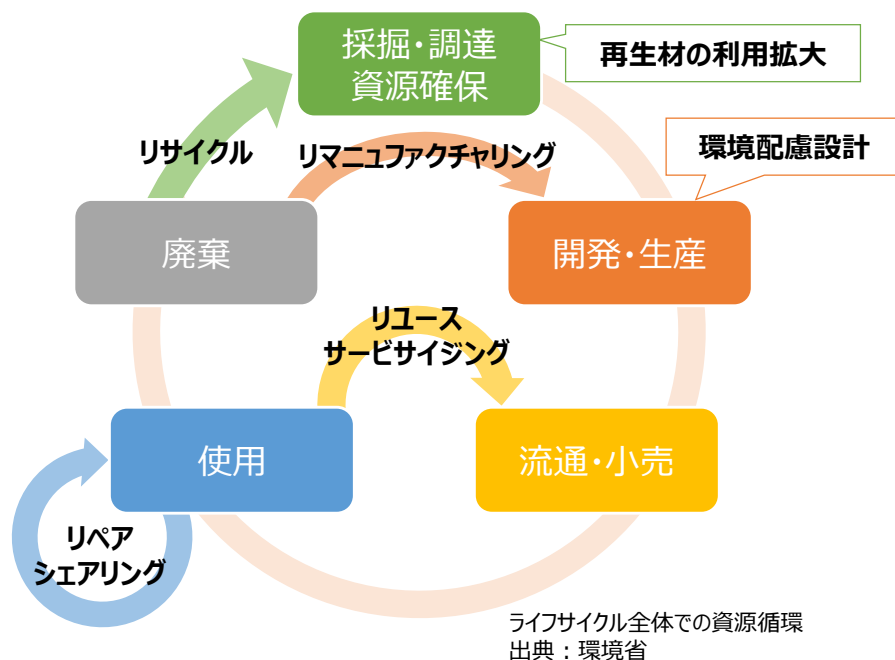 採掘・調達
資源確保
再生材の利用拡大
リサイクル
リマニュファクチャリング
環境配慮設計
廃棄
開発・生産
リユース
サービサイジング
使用
流通・小売
リペア
シェアリング
ライフサイクル全体での資源循環
出典：環境省